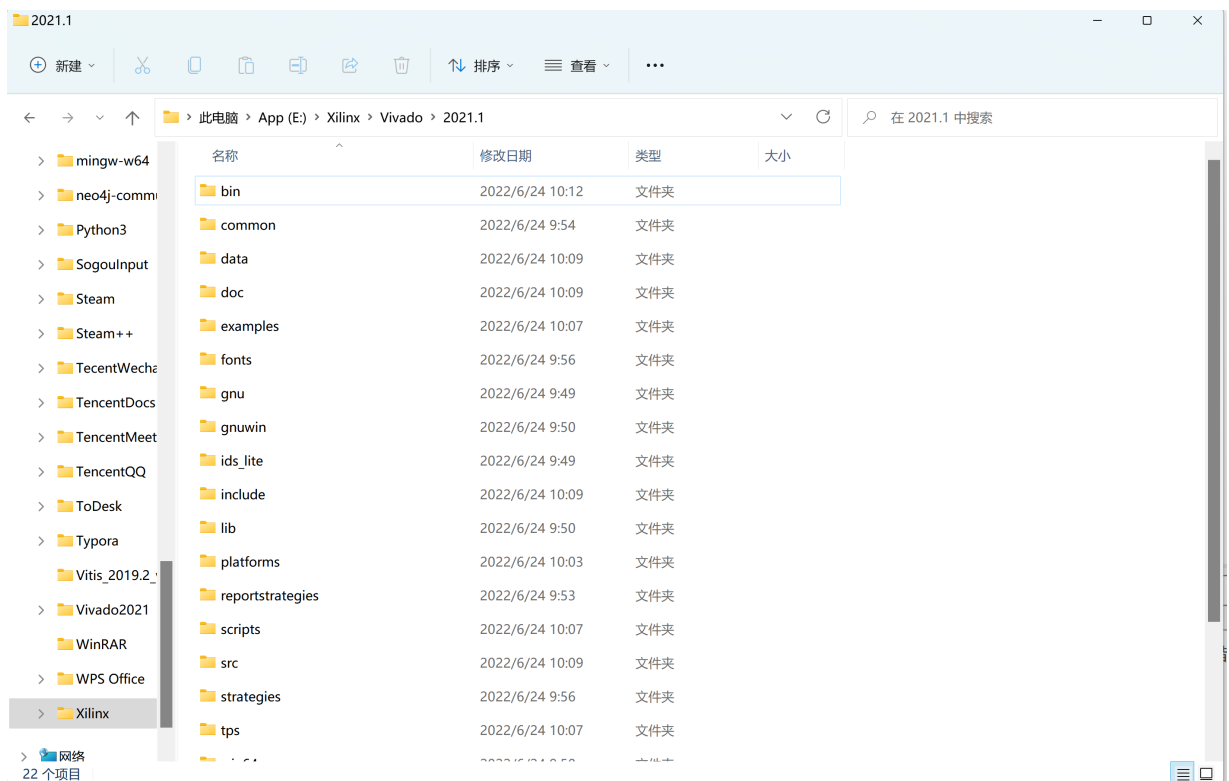 2021.1
新建
排序
查看
此电脑 > App (E:) > Xilinx > Vivado > 2021.1
在 2021.1 中搜索
mingw-w64
neo4j-commu
Python3
SogouInput
Steam
Steam++
TecentWecha
TencentDocs
TencentMeet
TencentQQ
ToDesk
Typora
Vitis_2019.2_
Vivado2021
WinRAR
WPS Office
Xilinx
网络
名称 修改日期 类型 大小
bin 2022/6/24 10:12 文件夹
common 2022/6/24 9:54 文件夹
data 2022/6/24 10:09 文件夹
doc 2022/6/24 10:09 文件夹
examples 2022/6/24 10:07 文件夹
fonts 2022/6/24 9:56 文件夹
gnu 2022/6/24 9:49 文件夹
gnuwin 2022/6/24 9:50 文件夹
ids_lite 2022/6/24 9:49 文件夹
include 2022/6/24 10:09 文件夹
lib 2022/6/24 9:50 文件夹
platforms 2022/6/24 10:03 文件夹
reportstrategies 2022/6/24 9:53 文件夹
scripts 2022/6/24 10:07 文件夹
src 2022/6/24 10:09 文件夹
strategies 2022/6/24 9:56 文件夹
tps 2022/6/24 10:07 文件夹
22 个项目